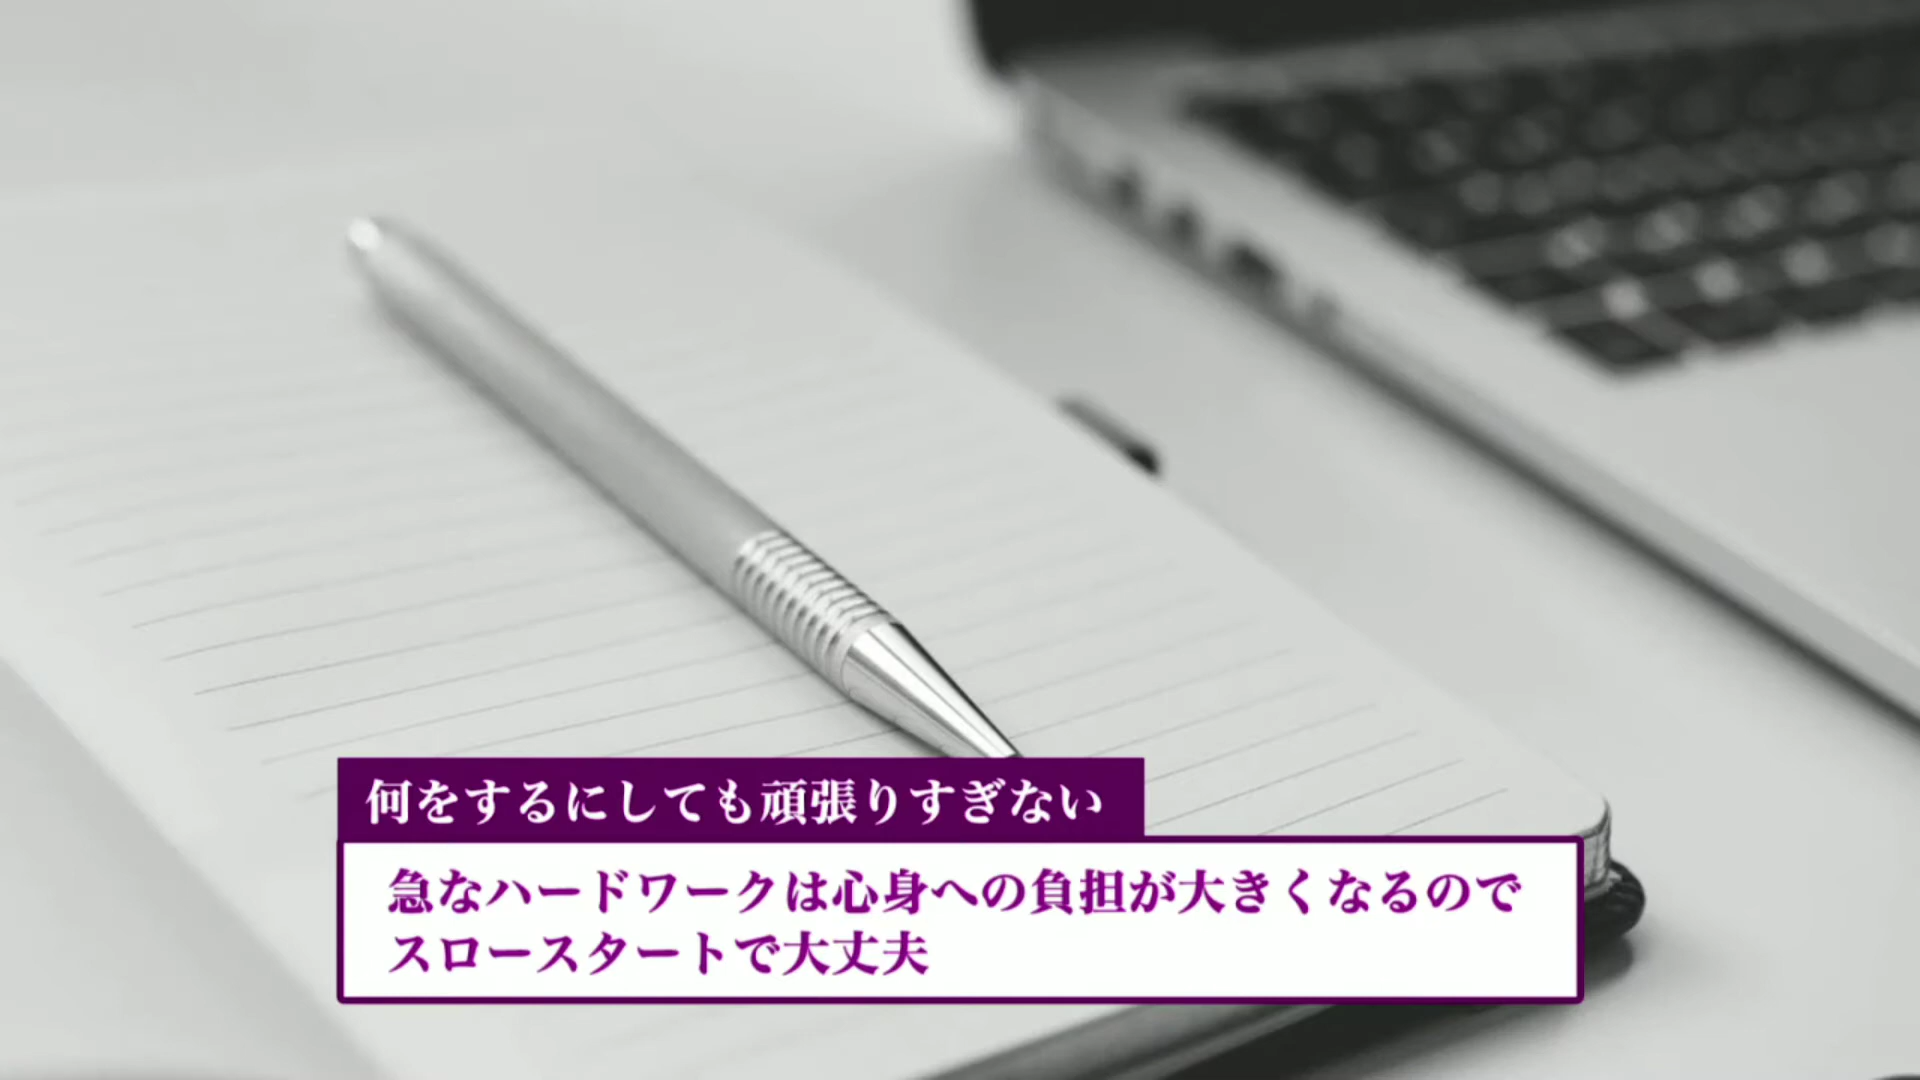 何をするにしても頑張りすぎない
急なハードワークは心身への負担が大きくなるので
スロースタートで大丈夫